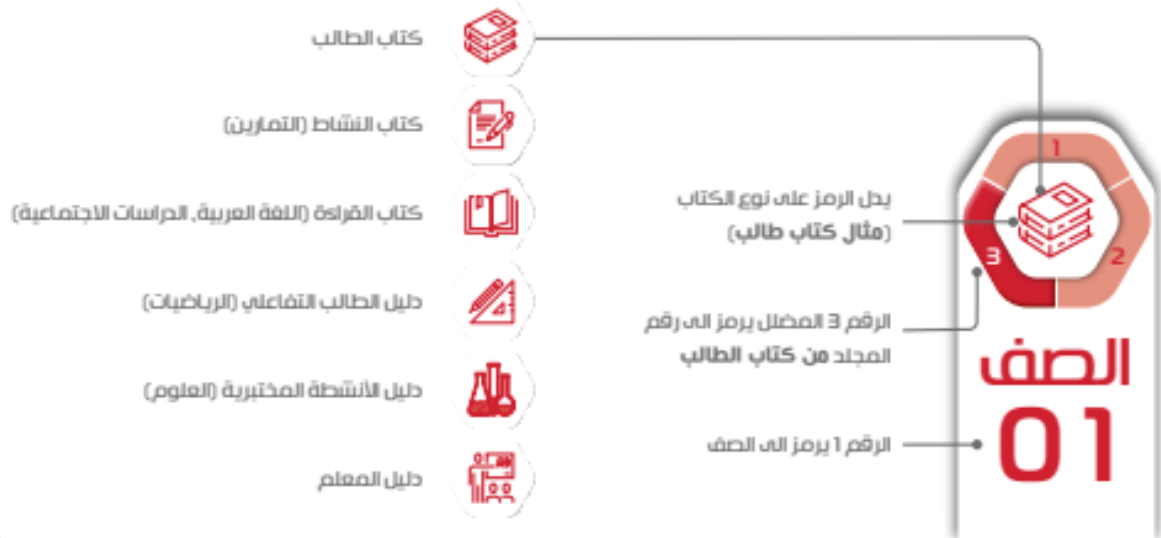 1
2
3
الصف
01
يدل الرمز على نوع الكتاب
(مثال كتاب طالب)
الرقم 3 المضلل يرمز الى رقم
المجلد من كتاب الطالب
الرقم 1 يرمز الى الصف
كتاب الطالب
كتاب النشاط (التمارين)
كتاب القراءة (اللغة العربية, الدراسات الاجتماعية)
دليل الطالب التفاعلي (الرياضيات)
دليل الأنشطة المختبرية (العلوم)
دليل المعلم